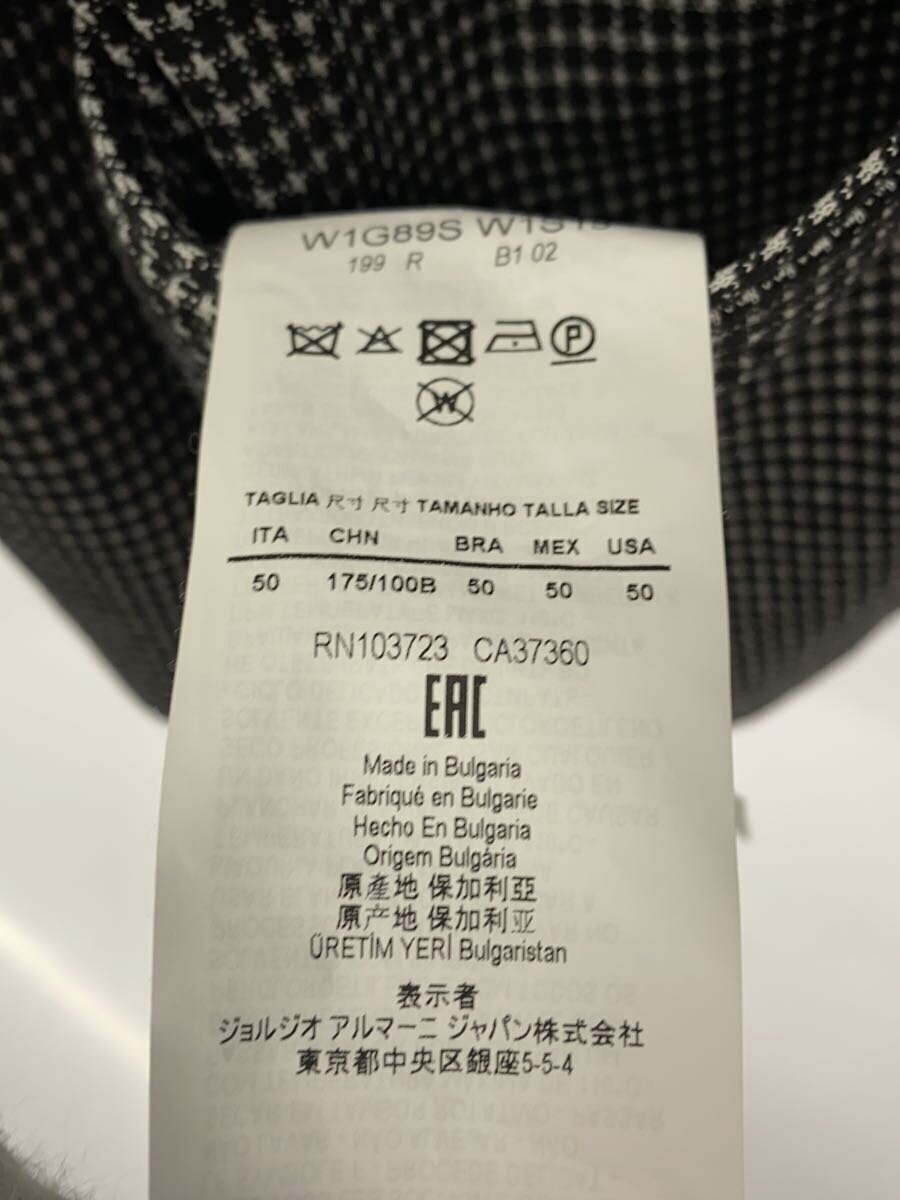 W1G89S
199 R B1 02
W
TAGLIA 尺寸 尺寸 TAMANHO TALLA SIZE
ITA CHN BRA MEX USA
50 175/100B 50 50 50
RN103723 CA37360
EAC
Made in Bulgaria
Fabriqué en Bulgarie
Hecho En Bulgaria
Origem Bulgária
原產地 保加利亞
原产地 保加利亚
ÜRETİM YERİ Bulgaristan
表示者
ジョルジオ アルマーニ ジャパン株式会社
東京都中央区銀座5-5-4